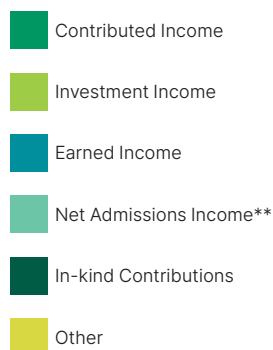 Contributed Income
Investment Income
Earned Income
Net Admissions Income**
In-kind Contributions
Other